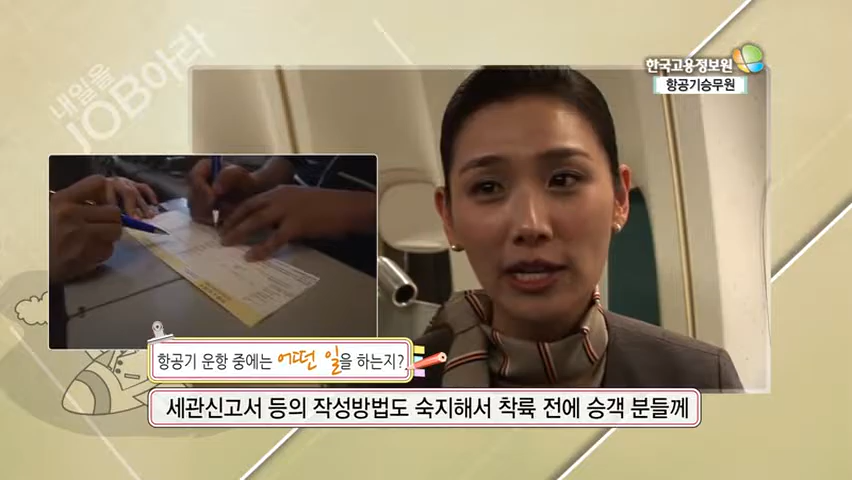 내일을
JOB아라
한국고용정보원
항공기승무원
항공기 운항 중에는 어떤 일을 하는지?
세관신고서 등의 작성방법도 숙지해서 착륙 전에 승객 분들께